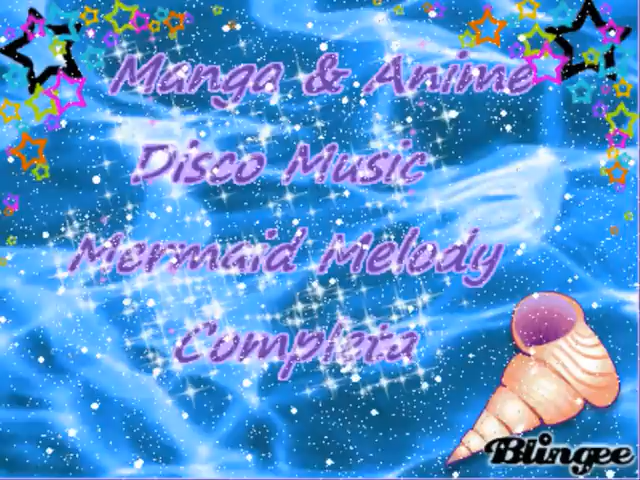 Manga & Anime
Disco Music
Mermaid Melody
Completa
Blingee